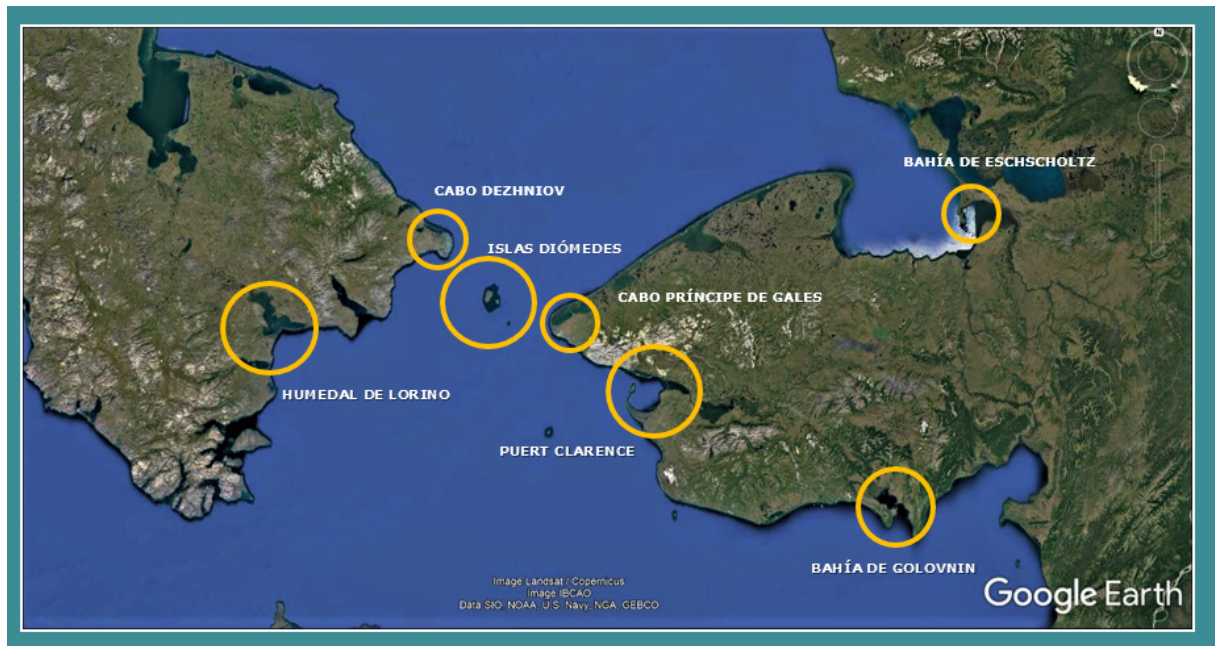 N
BAHÍA DE ESCHSCHOLTZ
CABO DEZHNIOV
ISLAS DIÓMEDES
CABO PRÍNCIPE DE GALES
HUMEDAL DE LORINO
PUERT CLARENCE
BAHÍA DE GOLOVNIN
Image Landsat / Copernicus
Image IBCAO
Data SIO, NOAA, U.S. Navy, NGA, GEBCO
Google Earth